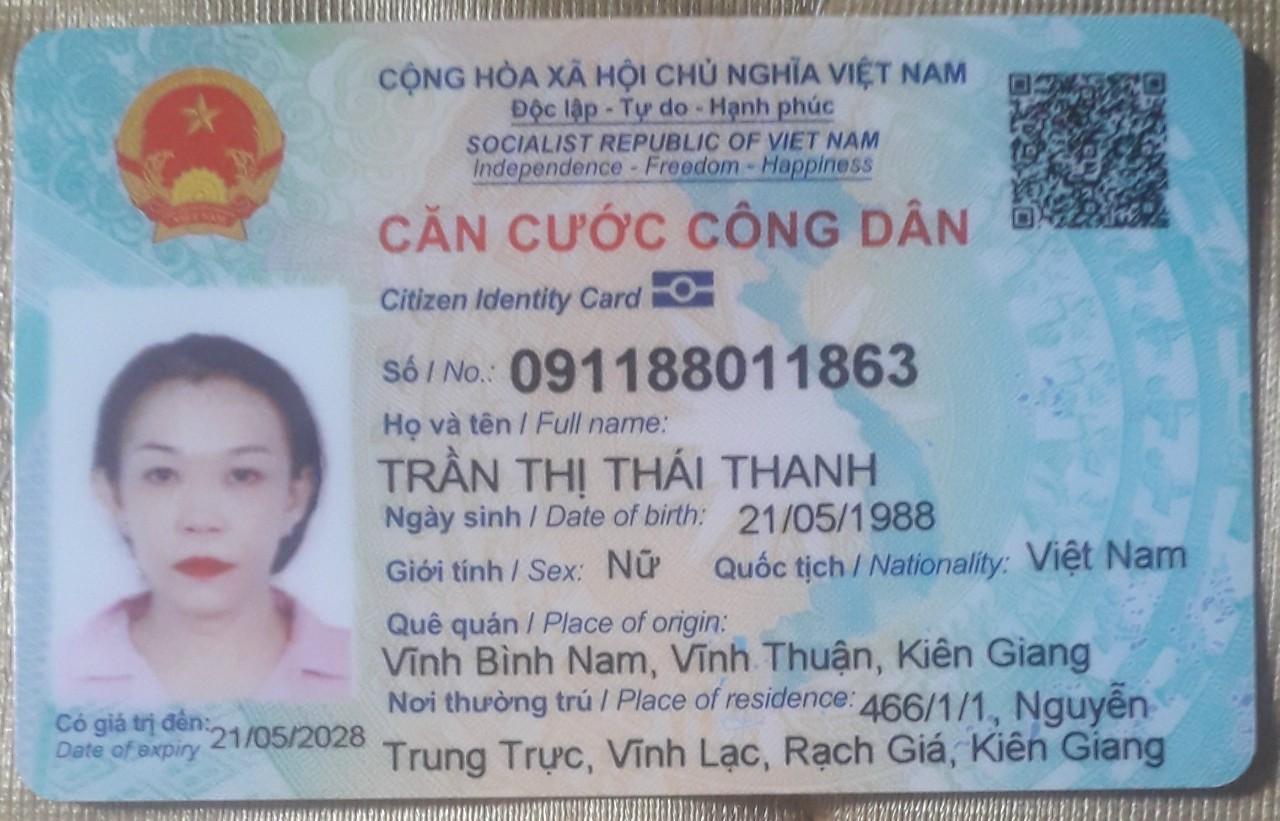 CỘNG HÒA XÃ HỘI CHỦ NGHĨA VIỆT NAM
Độc lập - Tự do - Hạnh phúc
SOCIALIST REPUBLIC OF VIET NAM
Independence - Freedom - Happiness
CĂN CƯỚC CÔNG DÂN
Citizen Identity Card
Số / No.: 091188011863
Họ và tên / Full name:
TRẦN THỊ THÁI THANH
Ngày sinh / Date of birth: 21/05/1988
Giới tính / Sex: Nữ Quốc tịch / Nationality: Việt Nam
Quê quán / Place of origin:
Vĩnh Bình Nam, Vĩnh Thuận, Kiên Giang
Nơi thường trú / Place of residence: 466/1/1, Nguyễn
Trung Trực, Vĩnh Lạc, Rạch Giá, Kiên Giang
Có giá trị đến: 21/05/2028
Date of expiry